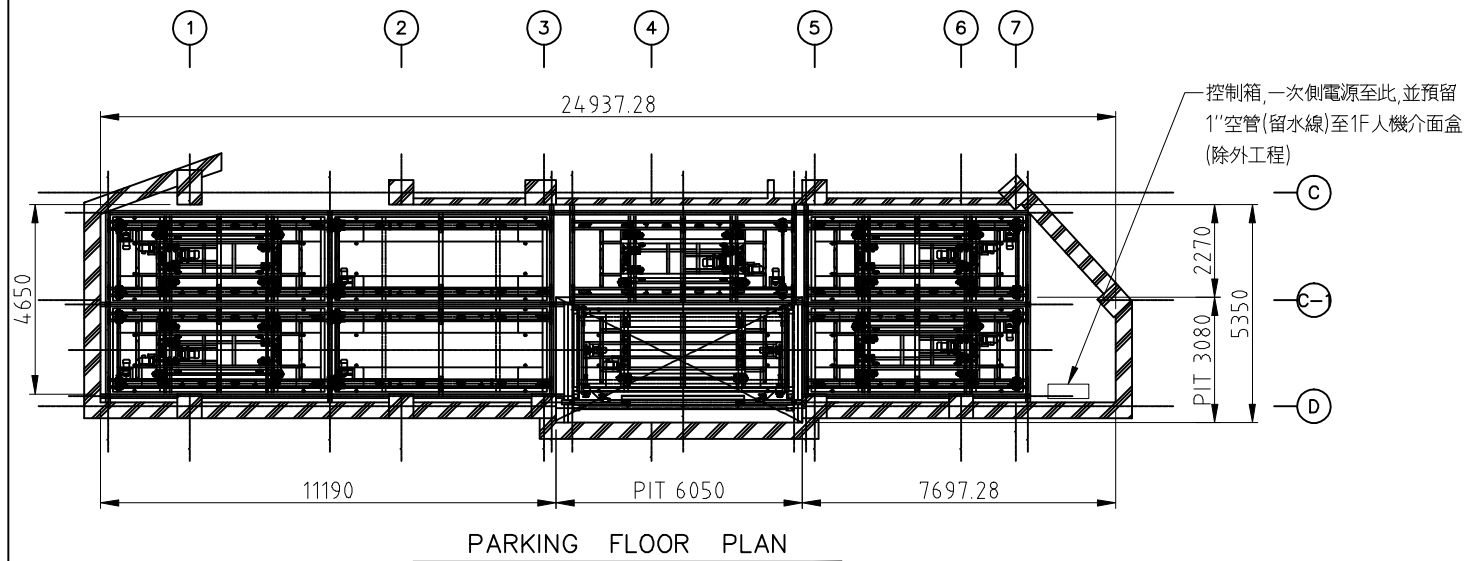 1 2 3 4 5 6 7
24937.28
控制箱,一次側電源至此,並預留
1''空管(留水線)至1F人機介面盒
(除外工程)
C
2270
4650
5350
C-1
PIT 3080
D
11190 PIT 6050 7697.28
PARKING FLOOR PLAN